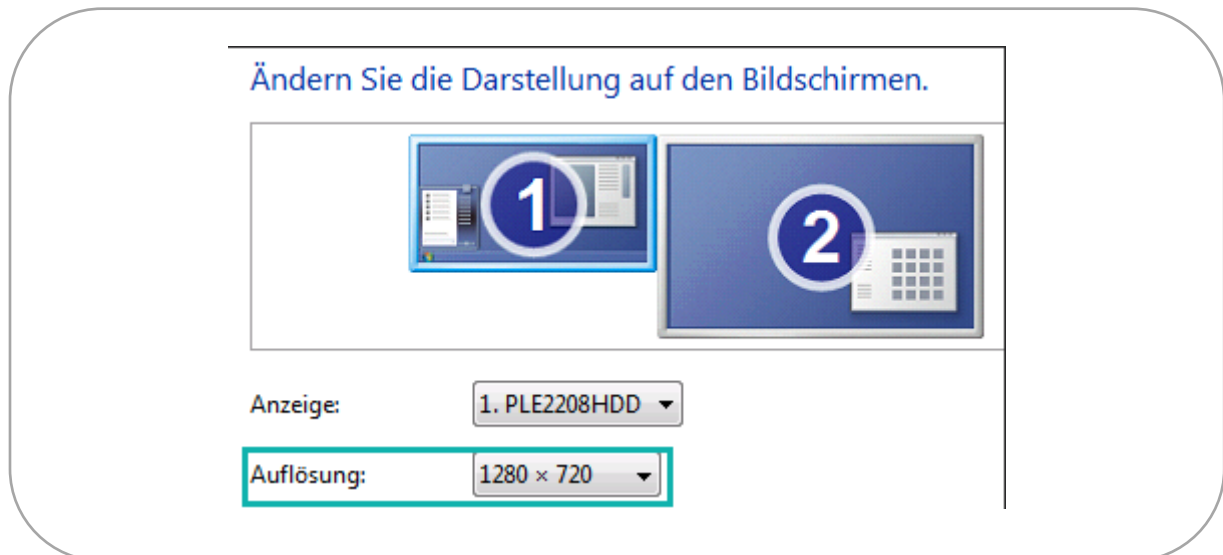 Ändern Sie die Darstellung auf den Bildschirmen.
1
2
Anzeige: 1. PLE2208HDD
Auflösung: 1280 × 720